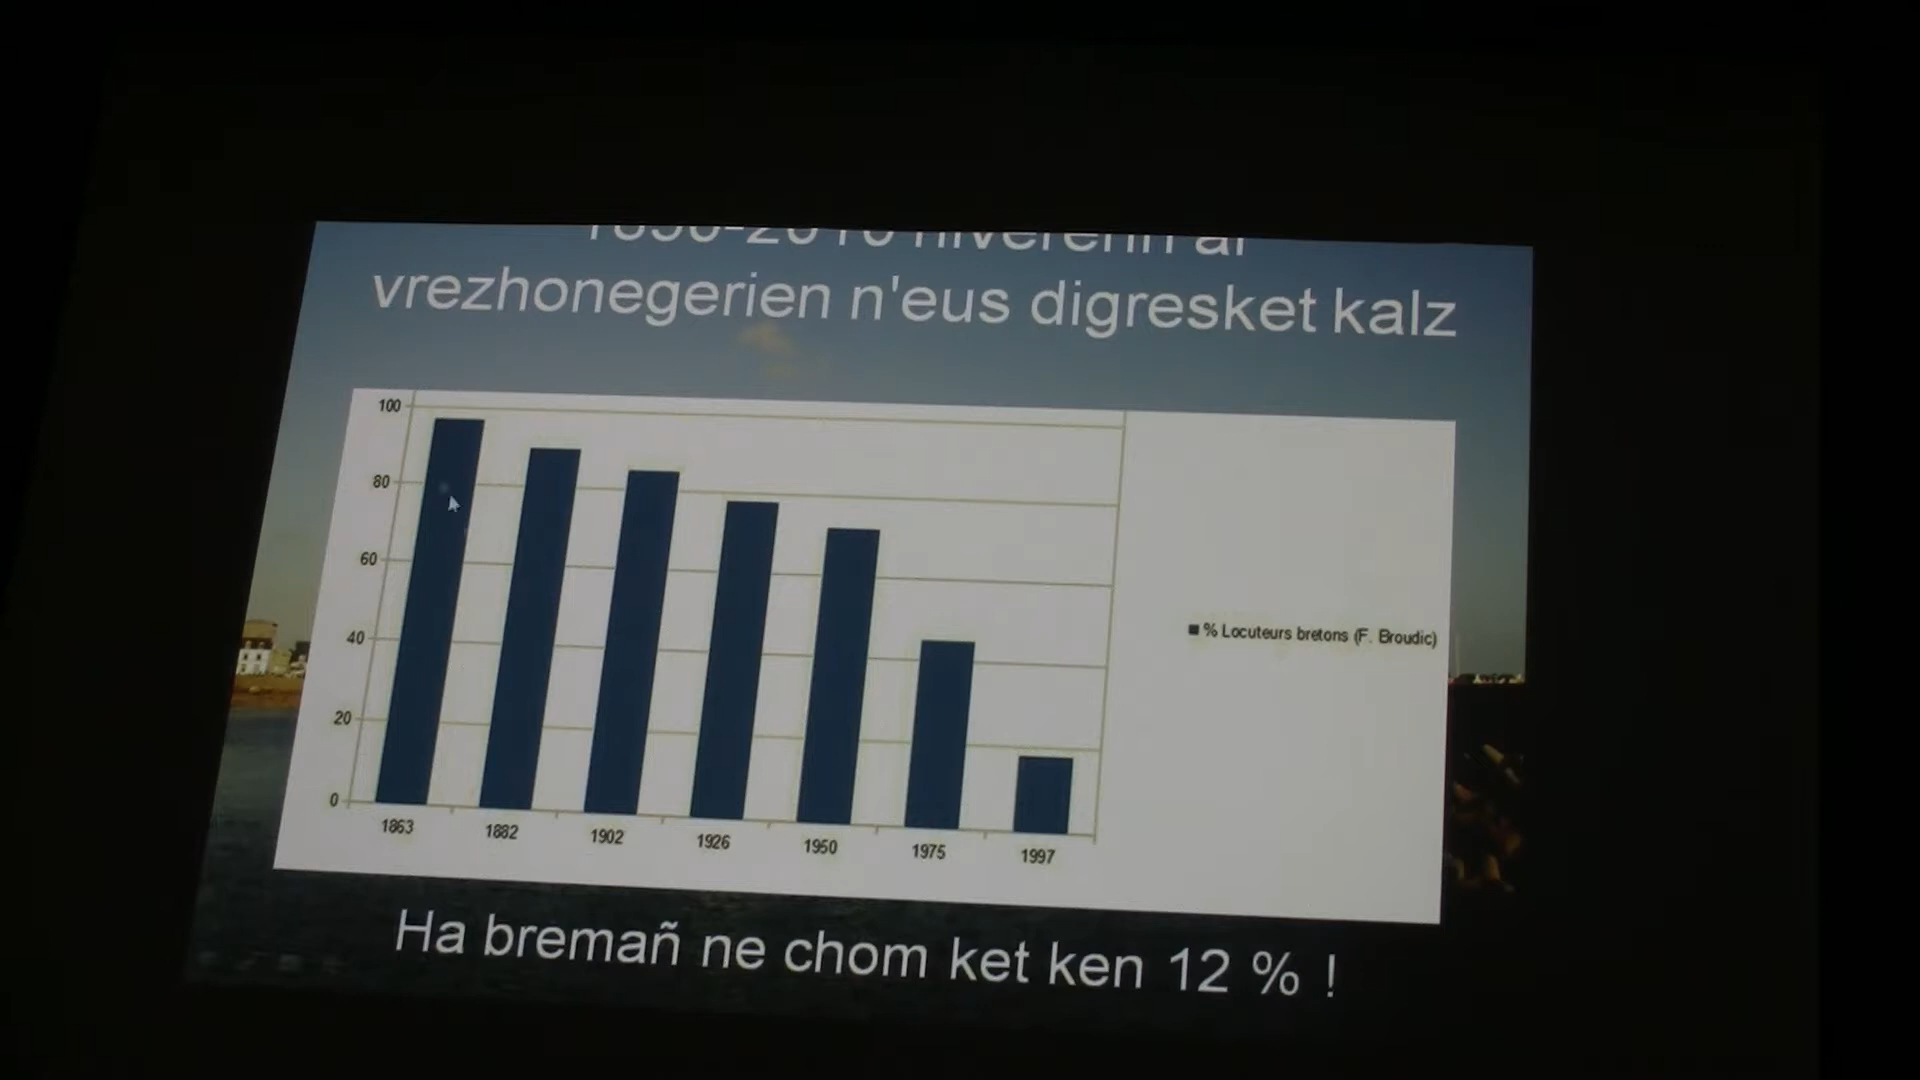 vrezhonegerien n'eus digresket kalz
100
80
60
40
20
0
1863 1882 1902 1926 1950 1975 1997
% Locuteurs bretons (F. Broudic)
Ha bremañ ne chom ket ken 12 % !